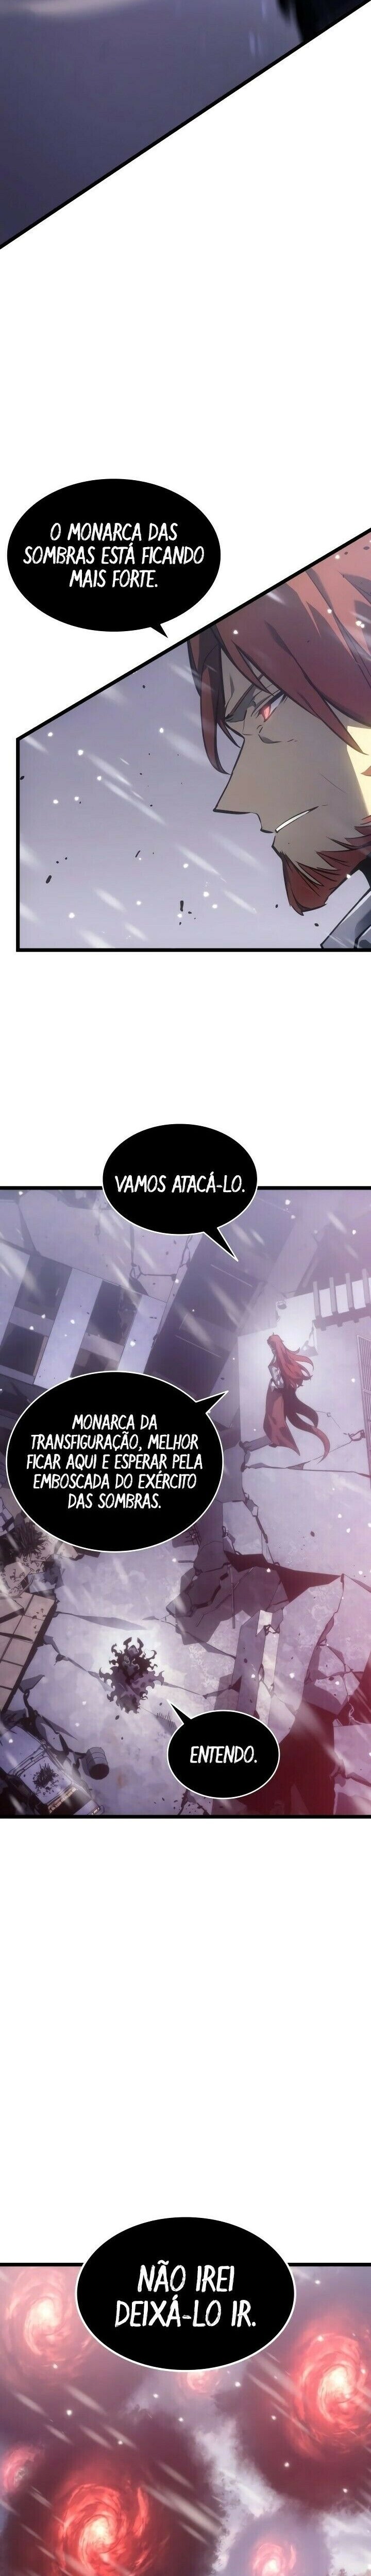 O MONARCA DAS
SOMBRAS ESTÁ FICANDO
MAIS FORTE.
VAMOS ATACÁ-LO.
MONARCA DA
TRANSFIGURAÇÃO, MELHOR
FICAR AQUI E ESPERAR PELA
EMBOSCADA DO EXÉRCITO
DAS SOMBRAS.
ENTENDO.
NÃO IREI
DEIXÁ-LO IR.